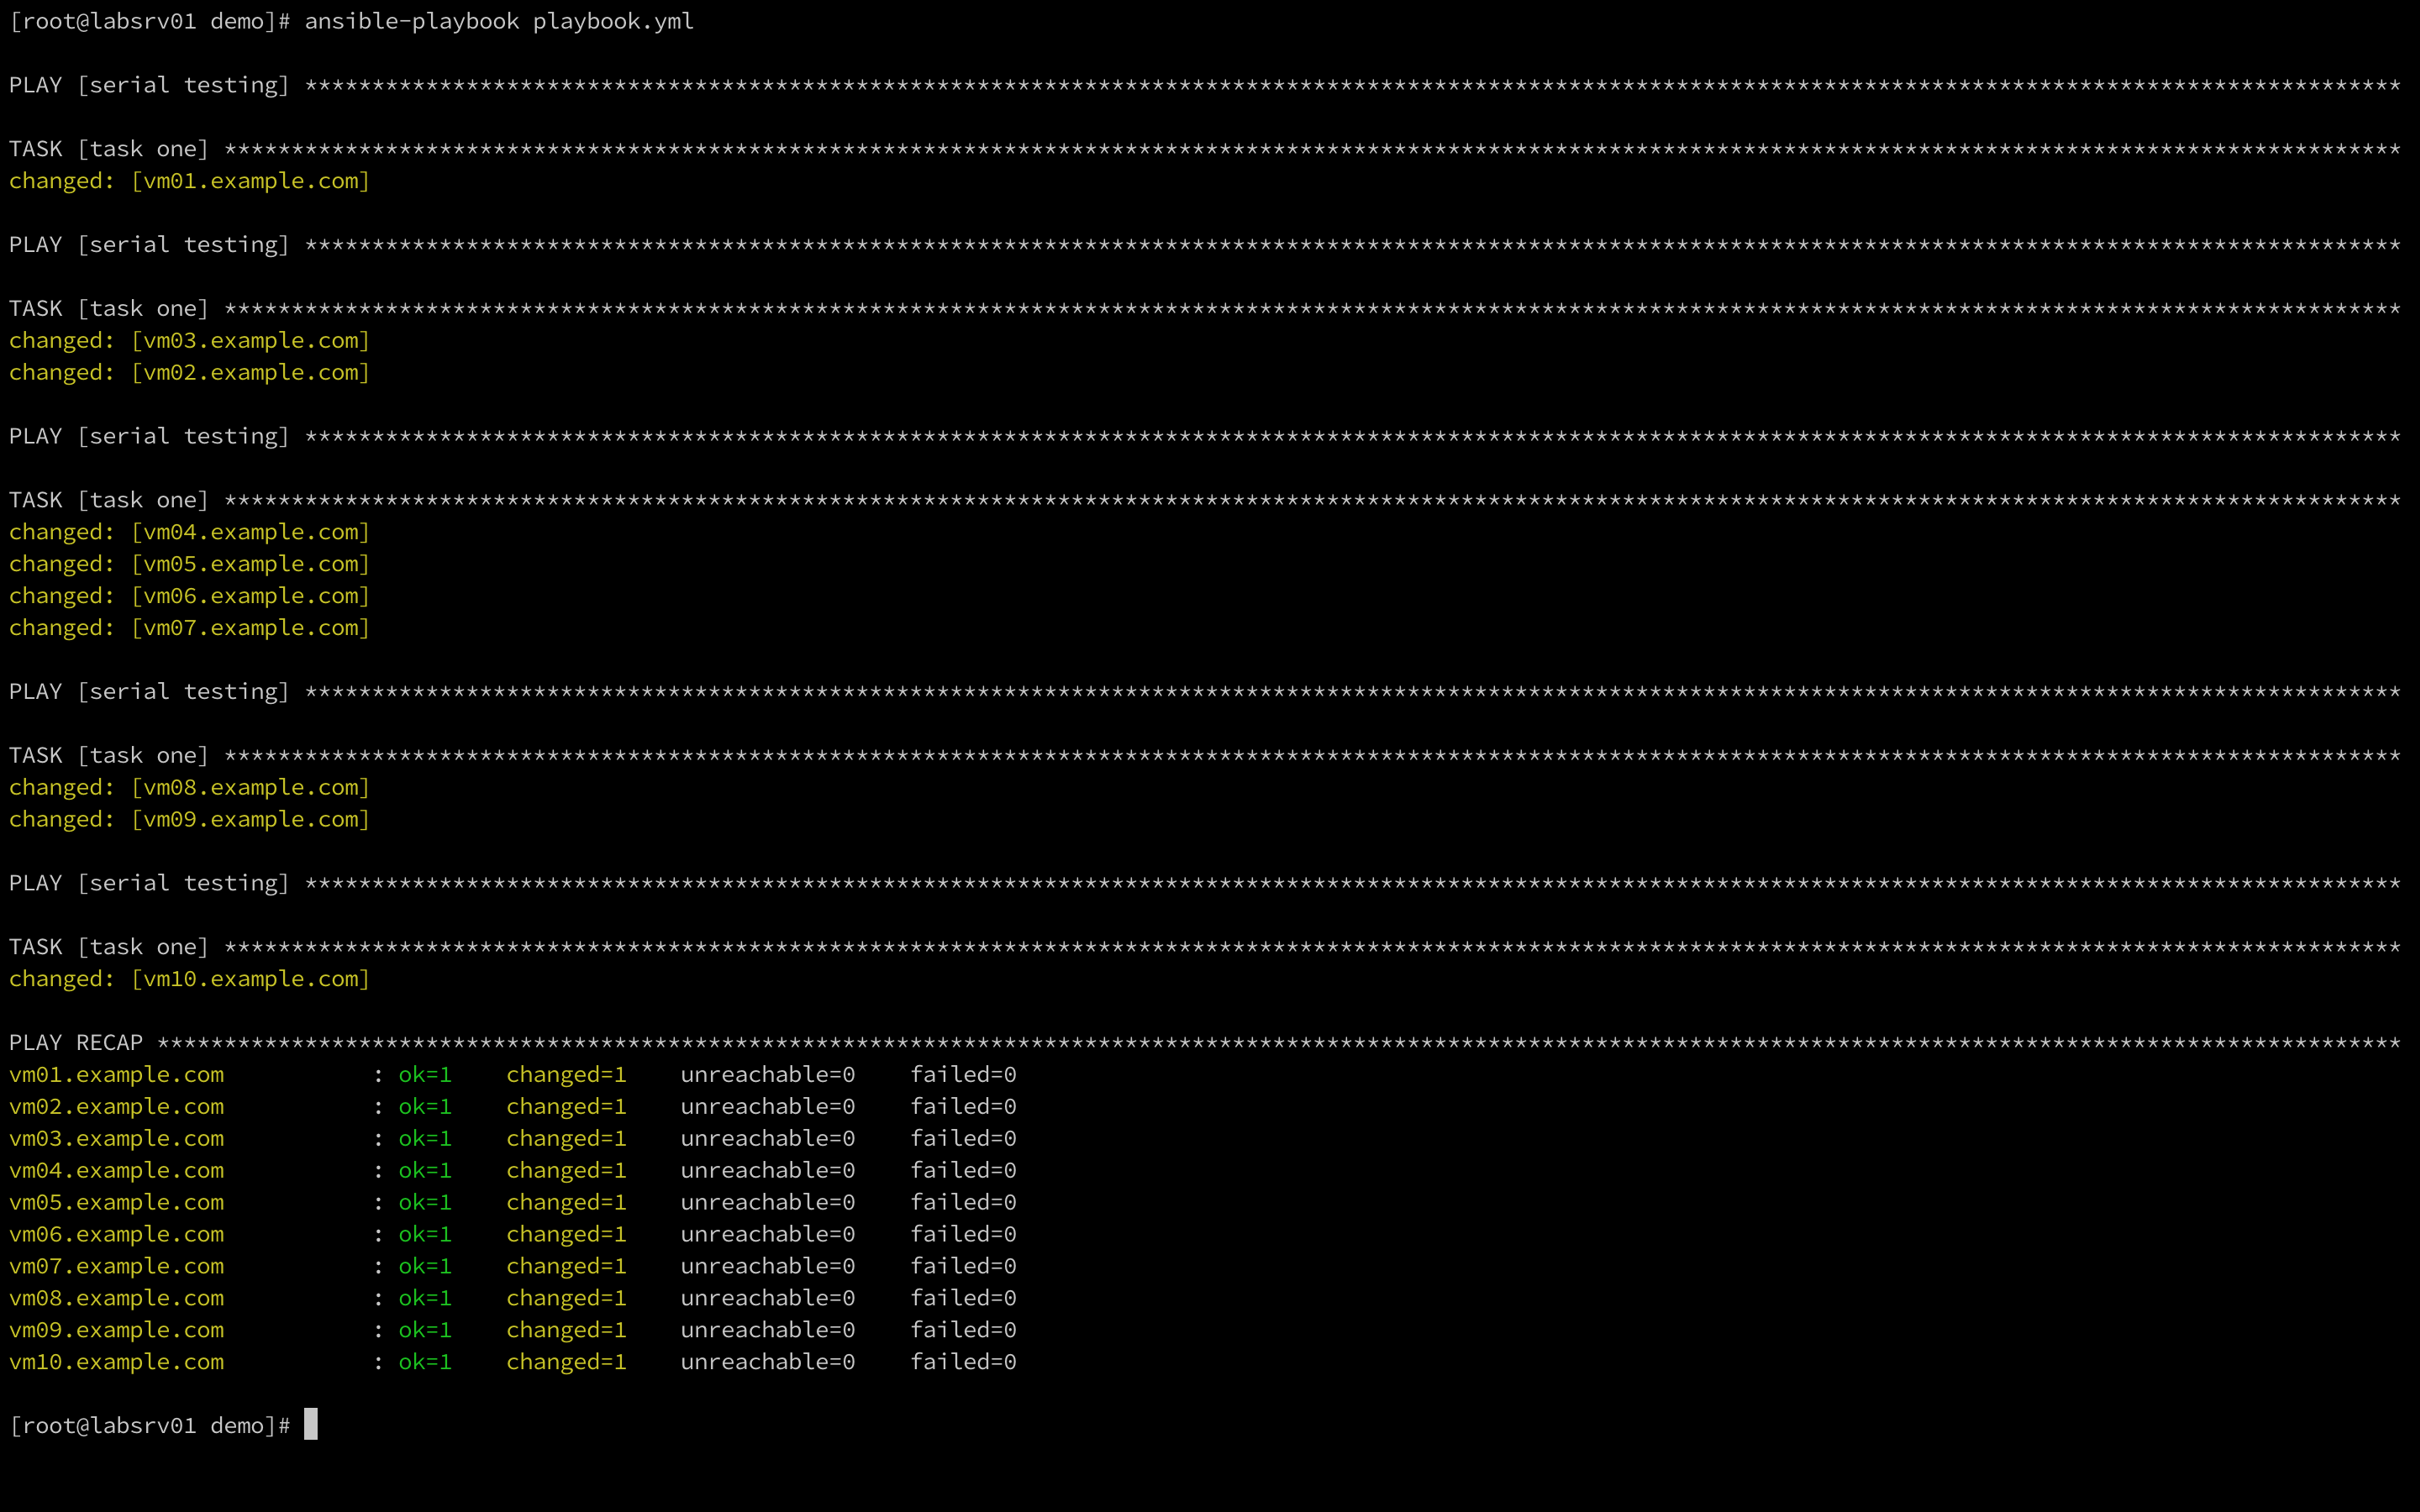 [root@labsrv01 demo]# ansible-playbook playbook.yml
PLAY [serial testing] ************************************************************************************************************************************************************
TASK [task one] ******************************************************************************************************************************************************************
changed: [vm01.example.com]
PLAY [serial testing] ************************************************************************************************************************************************************
TASK [task one] ******************************************************************************************************************************************************************
changed: [vm03.example.com]
changed: [vm02.example.com]
PLAY [serial testing] ************************************************************************************************************************************************************
TASK [task one] ******************************************************************************************************************************************************************
changed: [vm04.example.com]
changed: [vm05.example.com]
changed: [vm06.example.com]
changed: [vm07.example.com]
PLAY [serial testing] ************************************************************************************************************************************************************
TASK [task one] ******************************************************************************************************************************************************************
changed: [vm08.example.com]
changed: [vm09.example.com]
PLAY [serial testing] ************************************************************************************************************************************************************
TASK [task one] ******************************************************************************************************************************************************************
changed: [vm10.example.com]
PLAY RECAP ***********************************************************************************************************************************************************************
vm01.example.com           : ok=1    changed=1    unreachable=0    failed=0
vm02.example.com           : ok=1    changed=1    unreachable=0    failed=0
vm03.example.com           : ok=1    changed=1    unreachable=0    failed=0
vm04.example.com           : ok=1    changed=1    unreachable=0    failed=0
vm05.example.com           : ok=1    changed=1    unreachable=0    failed=0
vm06.example.com           : ok=1    changed=1    unreachable=0    failed=0
vm07.example.com           : ok=1    changed=1    unreachable=0    failed=0
vm08.example.com           : ok=1    changed=1    unreachable=0    failed=0
vm09.example.com           : ok=1    changed=1    unreachable=0    failed=0
vm10.example.com           : ok=1    changed=1    unreachable=0    failed=0
[root@labsrv01 demo]#